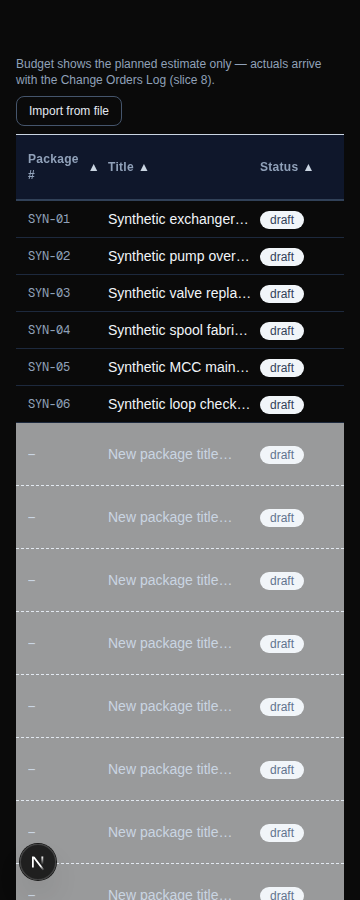 Budget shows the planned estimate only — actuals arrive
with the Change Orders Log (slice 8).
Import from file
Package # ▲ Title ▲ Status ▲
SYN-01 Synthetic exchanger… draft
SYN-02 Synthetic pump over… draft
SYN-03 Synthetic valve repla… draft
SYN-04 Synthetic spool fabri… draft
SYN-05 Synthetic MCC main… draft
SYN-06 Synthetic loop check… draft
– New package title… draft
– New package title… draft
– New package title… draft
– New package title… draft
– New package title… draft
– New package title… draft
– New package title… draft
– New package title… draft
N